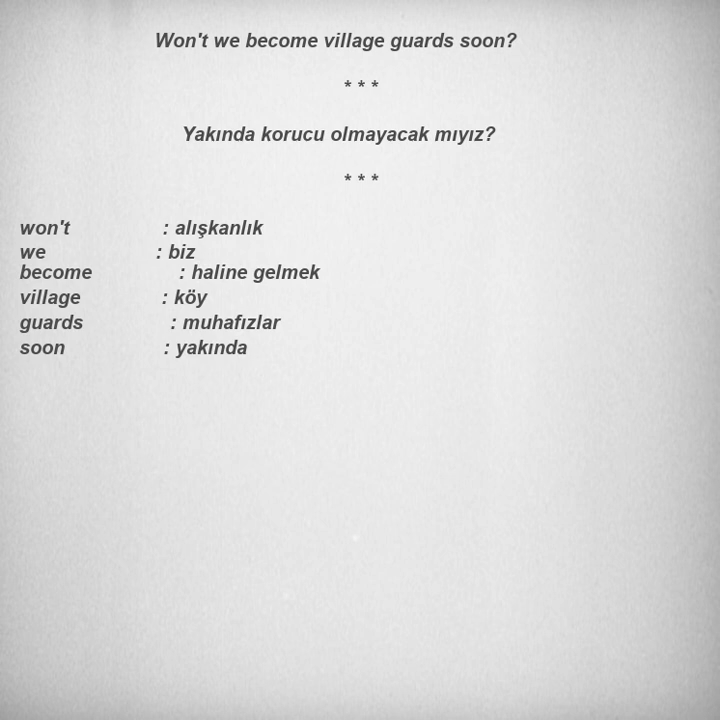 Won't we become village guards soon?
* * *
Yakında korucu olmayacak mıyız?
* * *
won't : alışkanlık
we : biz
become : haline gelmek
village : köy
guards : muhafızlar
soon : yakında